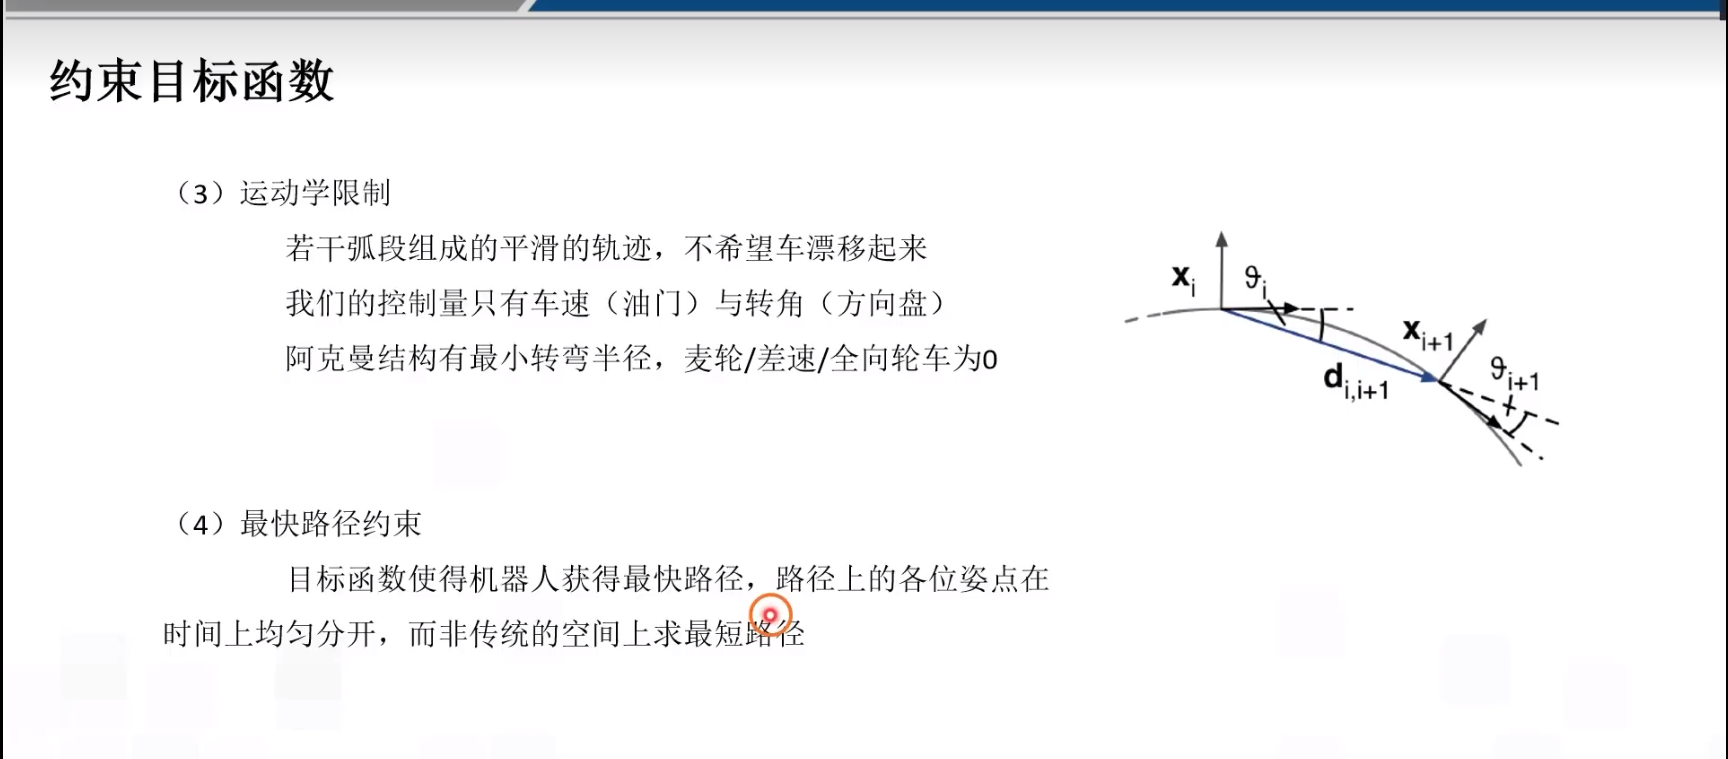 约束目标函数
（3）运动学限制
若干弧段组成的平滑的轨迹，不希望车漂移起来
我们的控制量只有车速（油门）与转角（方向盘）
阿克曼结构有最小转弯半径，麦轮/差速/全向轮车为0
x_i
ϑ_i
x_{i+1}
ϑ_{i+1}
d_{i,i+1}
（4）最快路径约束
目标函数使得机器人获得最快路径，路径上的各位姿点在
时间上均匀分开，而非传统的空间上求最短路径